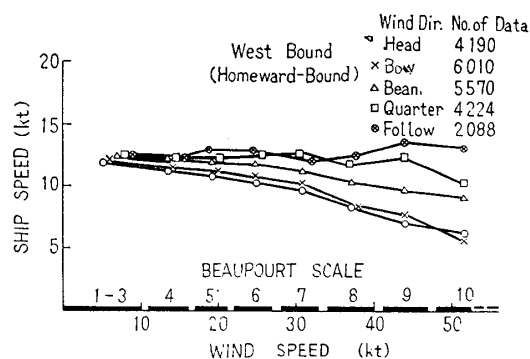 Wind Dir. No. of Data
Head 4190
Bow 6010
Bean. 5570
Quarter 4224
Follow 2088
West Bound
(Homeward-Bound)
SHIP SPEED (kt)
20
15
10
5
BEAUPOURT SCALE
1-3 4 5 6 7 8 9 10
10 20 30 40 50
WIND SPEED (kt)